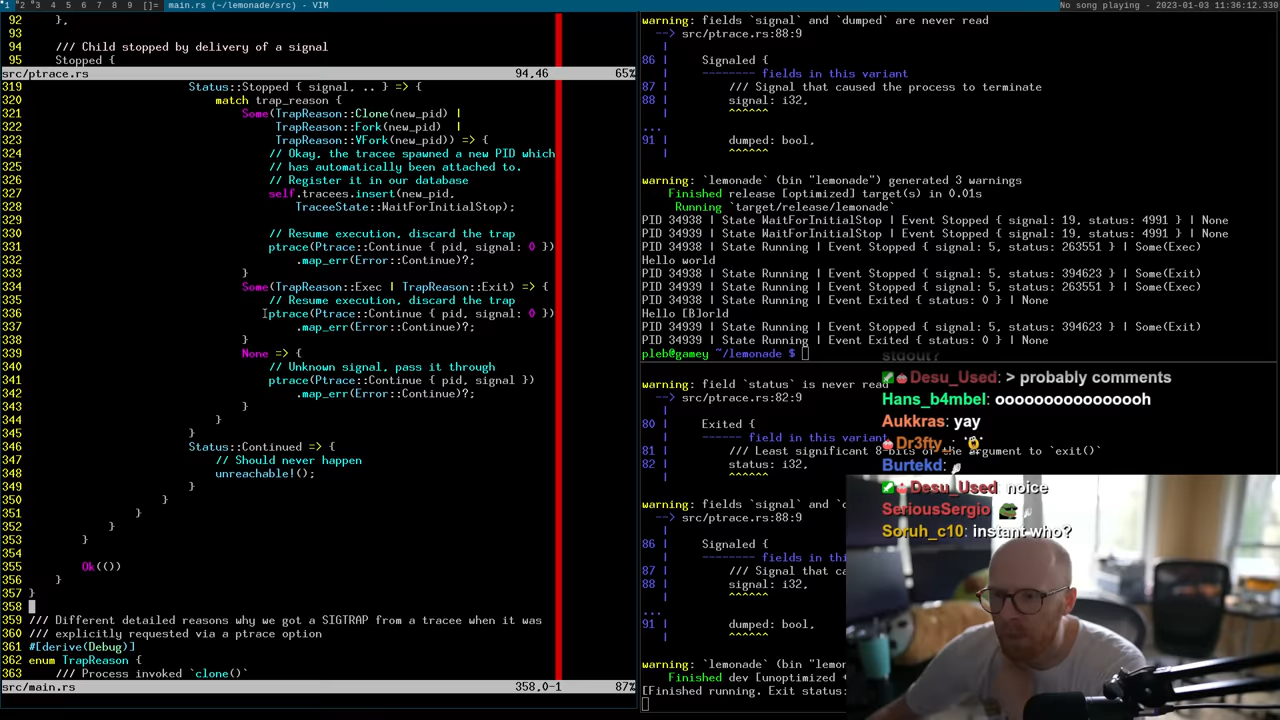 1 2 3 4 5 6 7 8 9 []= main.rs (~/lemonade/src) - VIM
No song playing - 2023-01-03 11:36:12.330
92 },
93
94 /// Child stopped by delivery of a signal
95 Stopped {
src/ptrace.rs 94,46 65%
319 Status::Stopped { signal, .. } => {
320 match trap_reason {
321 Some(TrapReason::Clone(new_pid) |
322 TrapReason::Fork(new_pid) |
323 TrapReason::VFork(new_pid)) => {
324 // Okay, the tracee spawned a new PID which
325 // has automatically been attached to.
326 // Register it in our database
327 self.tracees.insert(new_pid,
328 TraceeState::WaitForInitialStop);
329
330 // Resume execution, discard the trap
331 ptrace(Ptrace::Continue { pid, signal: 0 })
332 .map_err(Error::Continue)?;
333 }
334 Some(TrapReason::Exec | TrapReason::Exit) => {
335 // Resume execution, discard the trap
336 ptrace(Ptrace::Continue { pid, signal: 0 })
337 .map_err(Error::Continue)?;
338 }
339 None => {
340 // Unknown signal, pass it through
341 ptrace(Ptrace::Continue { pid, signal })
342 .map_err(Error::Continue)?;
343 }
344 }
345 }
346 Status::Continued => {
347 // Should never happen
348 unreachable!();
349 }
350 }
351 }
352 }
353 }
354
355 Ok(())
356 }
357 }
358
359 /// Different detailed reasons why we got a SIGTRAP from a tracee when it was
360 /// explicitly requested via a ptrace option
361 #[derive(Debug)]
362 enum TrapReason {
363 /// Process invoked `clone()`
src/main.rs 358,0-1 87%
warning: fields `signal` and `dumped` are never read
--> src/ptrace.rs:88:9
|
86 | Signaled {
| -------- fields in this variant
87 | /// Signal that caused the process to terminate
88 | signal: i32,
| ^^^^^^
...
91 | dumped: bool,
| ^^^^^^
warning: `lemonade` (bin "lemonade") generated 3 warnings
Finished release [optimized] target(s) in 0.01s
Running `target/release/lemonade`
PID 34938 | State WaitForInitialStop | Event Stopped { signal: 19, status: 4991 } | None
PID 34939 | State WaitForInitialStop | Event Stopped { signal: 19, status: 4991 } | None
PID 34938 | State Running | Event Stopped { signal: 5, status: 263551 } | Some(Exec)
Hello world
PID 34938 | State Running | Event Stopped { signal: 5, status: 394623 } | Some(Exit)
PID 34939 | State Running | Event Stopped { signal: 5, status: 263551 } | Some(Exec)
PID 34938 | State Running | Event Exited { status: 0 } | None
Hello [B]orld
PID 34939 | State Running | Event Stopped { signal: 5, status: 394623 } | Some(Exit)
PID 34939 | State Running | Event Exited { status: 0 } | None
pleb@gamey ~/lemonade $
warning: field `status` is never read
--> src/ptrace.rs:82:9
|
80 | Exited {
| ------ field in this variant
81 | /// Least significant 8-bits of the argument to `exit()`
82 | status: i32,
| ^^^^^^
warning: fields `signal` and `d
--> src/ptrace.rs:88:9
|
86 | Signaled {
| -------- fields in thi
87 | /// Signal that ca
88 | signal: i32,
| ^^^^^^
...
91 | dumped: bool,
| ^^^^^^
warning: `lemonade` (bin "lemon
Finished dev [unoptimized +
[Finished running. Exit status:
stdout?
Desu_Used: > probably comments
Hans_b4mbel: oooooooooooooooh
Aukkras: yay
Dr3fty_:
Burtekd:
Desu_Used: noice
SeriousSergio
Soruh_c10: instant who?